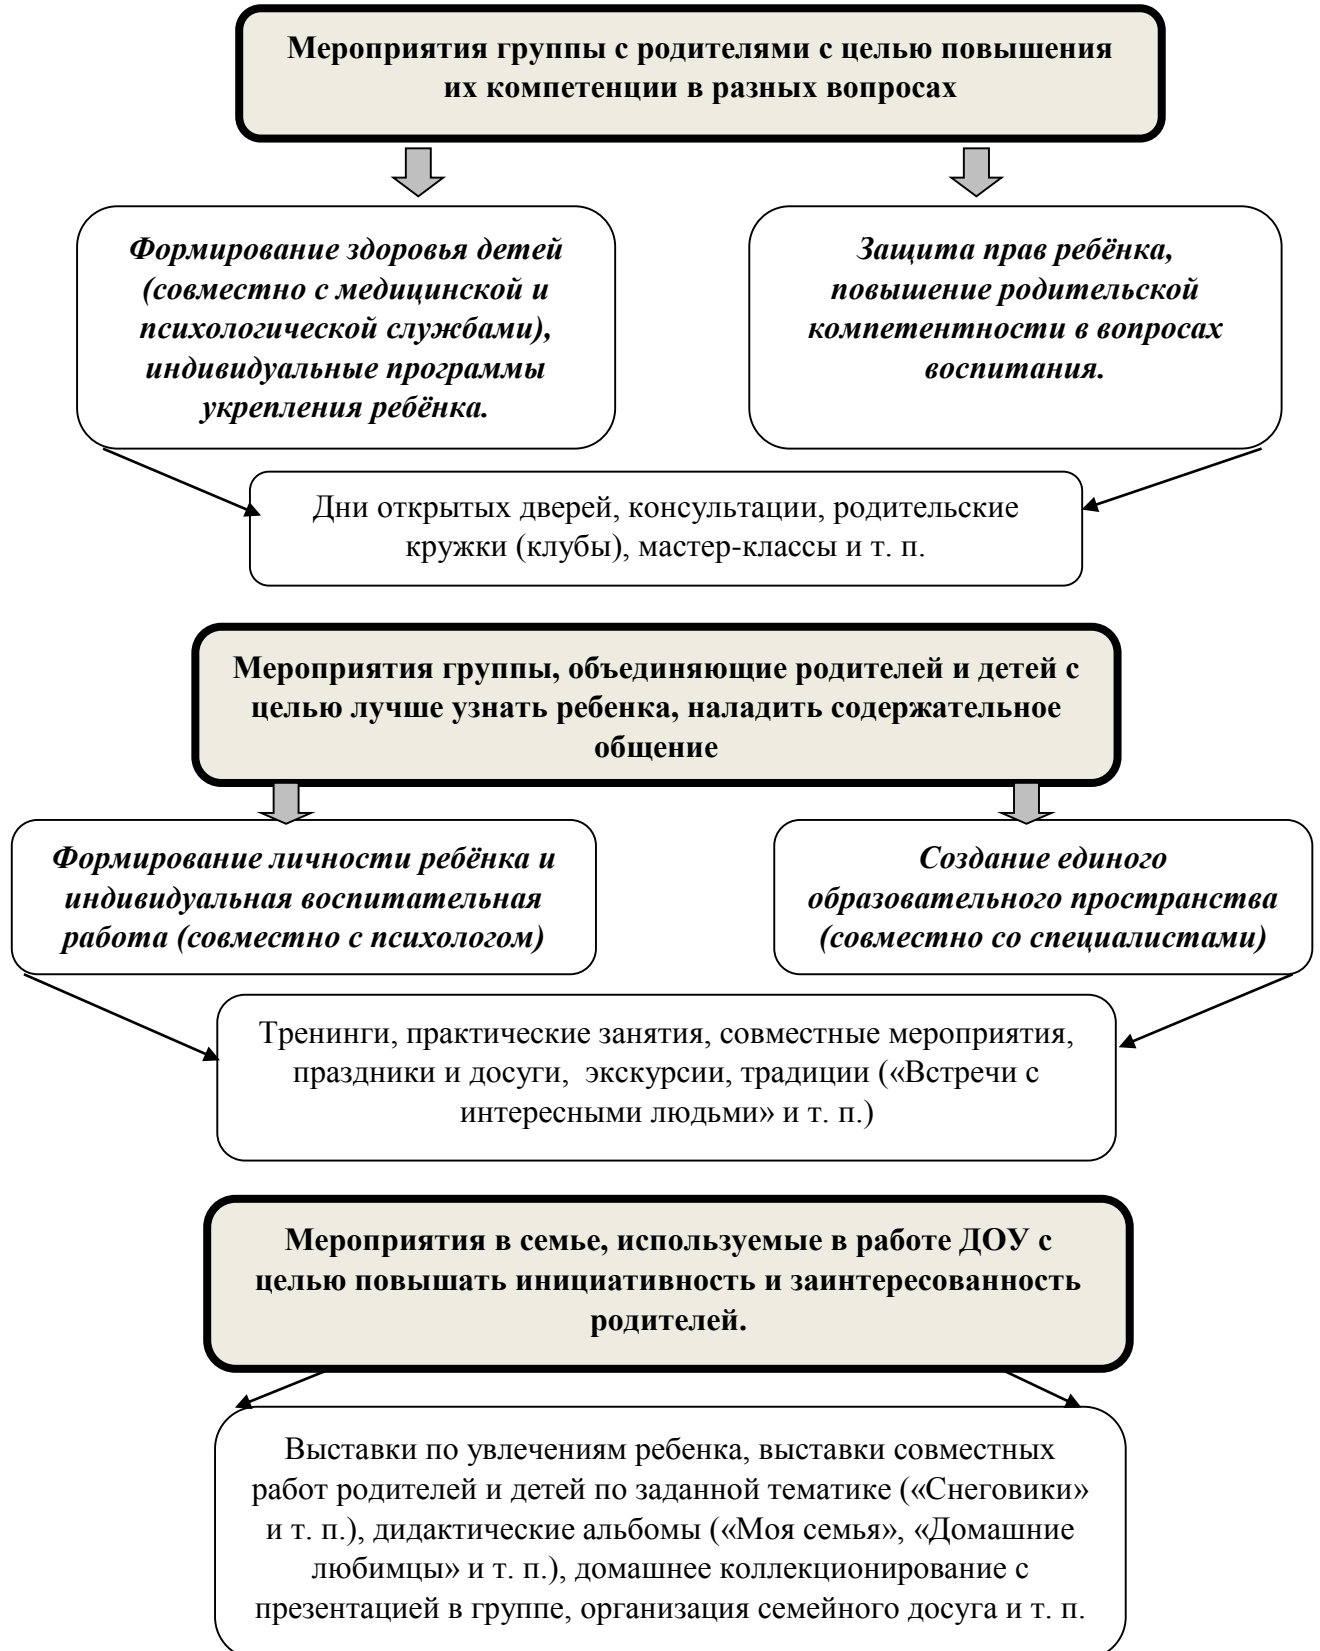 Мероприятия группы с родителями с целью повышения
их компетенции в разных вопросах
Формирование здоровья детей
(совместно с медицинской и
психологической службами),
индивидуальные программы
укрепления ребёнка.
Защита прав ребёнка,
повышение родительской
компетентности в вопросах
воспитания.
Дни открытых дверей, консультации, родительские
кружки (клубы), мастер-классы и т. п.
Мероприятия группы, объединяющие родителей и детей с
целью лучше узнать ребенка, наладить содержательное
общение
Формирование личности ребёнка и
индивидуальная воспитательная
работа (совместно с психологом)
Создание единого
образовательного пространства
(совместно со специалистами)
Тренинги, практические занятия, совместные мероприятия,
праздники и досуги, экскурсии, традиции («Встречи с
интересными людьми» и т. п.)
Мероприятия в семье, используемые в работе ДОУ с
целью повышать инициативность и заинтересованность
родителей.
Выставки по увлечениям ребенка, выставки совместных
работ родителей и детей по заданной тематике («Снеговики»
и т. п.), дидактические альбомы («Моя семья», «Домашние
любимцы» и т. п.), домашнее коллекционирование с
презентацией в группе, организация семейного досуга и т. п.